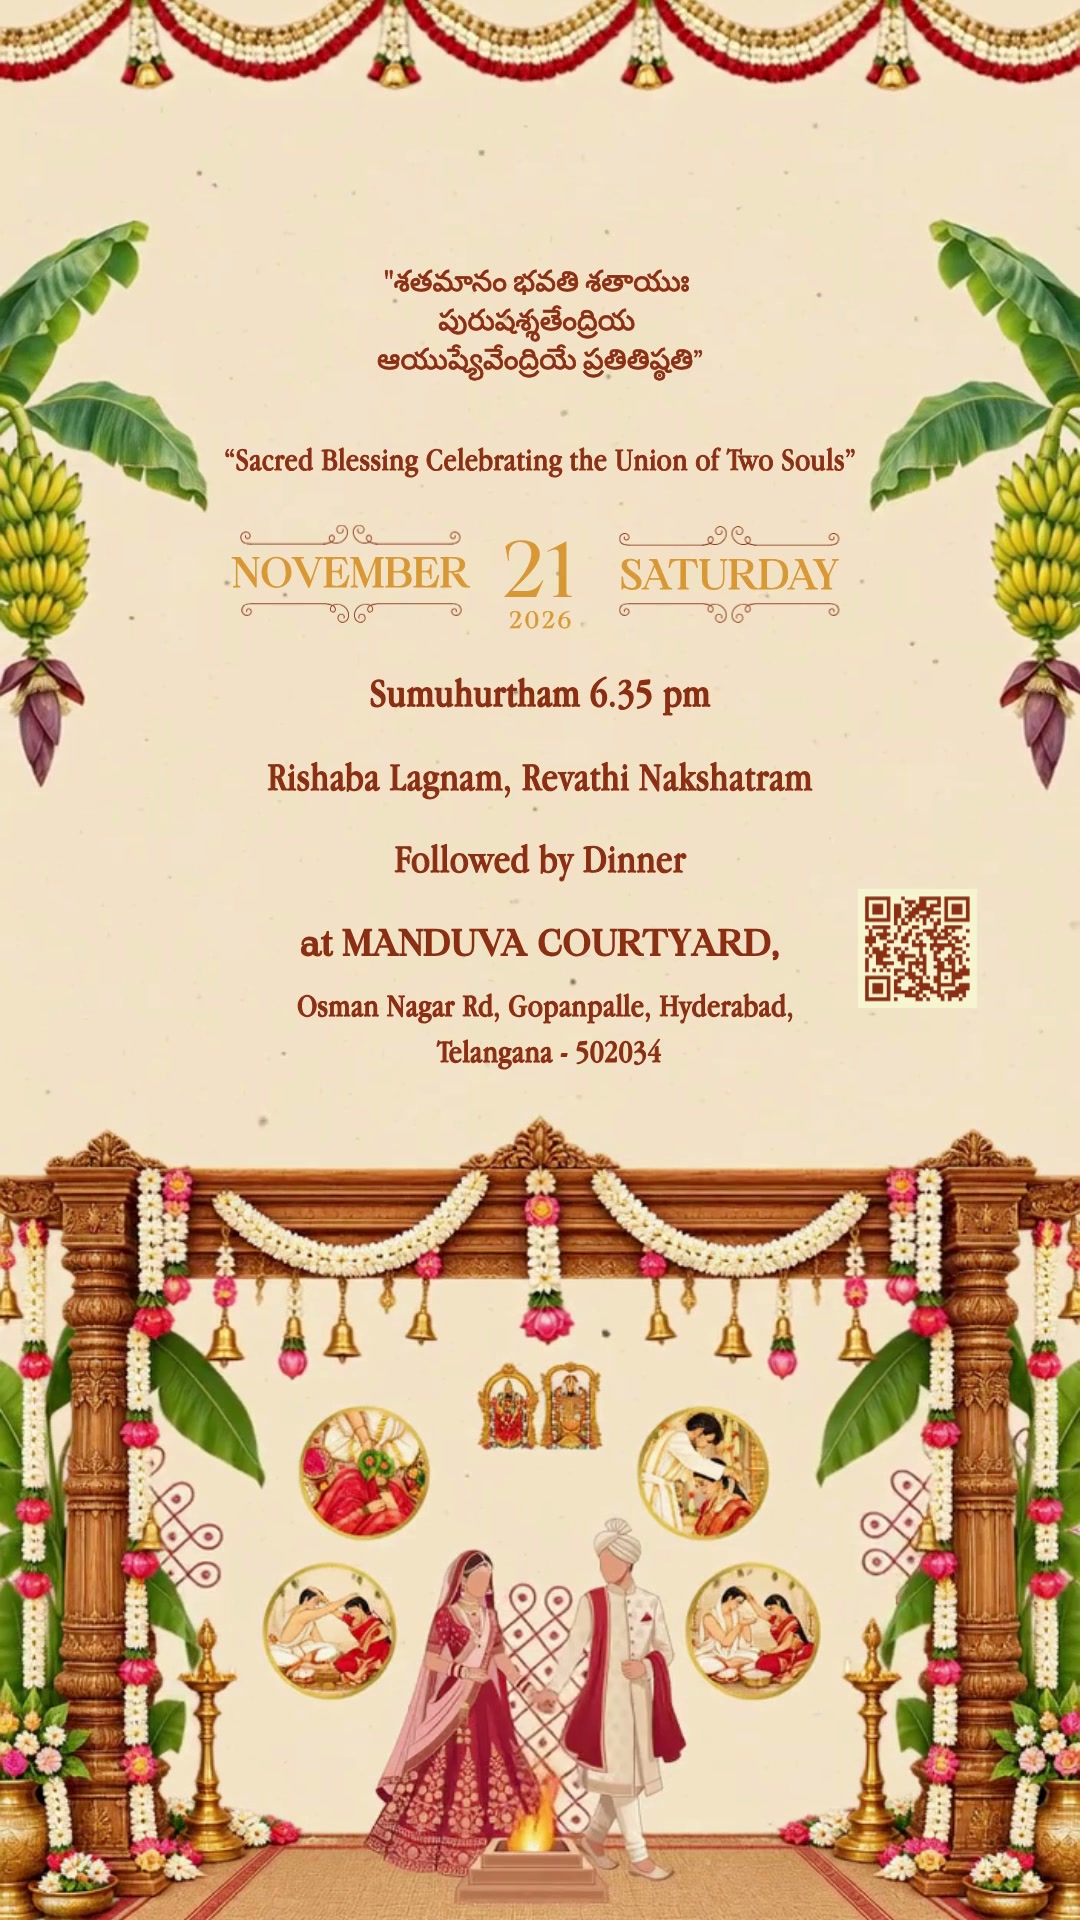 "శతమానం భవతి శతాయుః
పురుషశ్శతేంద్రియ
ఆయుష్యేవేంద్రియే ప్రతితిష్ఠతి”
“Sacred Blessing Celebrating the Union of Two Souls”
NOVEMBER 21 SATURDAY
2026
Sumuhurtham 6.35 pm
Rishaba Lagnam, Revathi Nakshatram
Followed by Dinner
at MANDUVA COURTYARD,
Osman Nagar Rd, Gopanpalle, Hyderabad,
Telangana - 502034